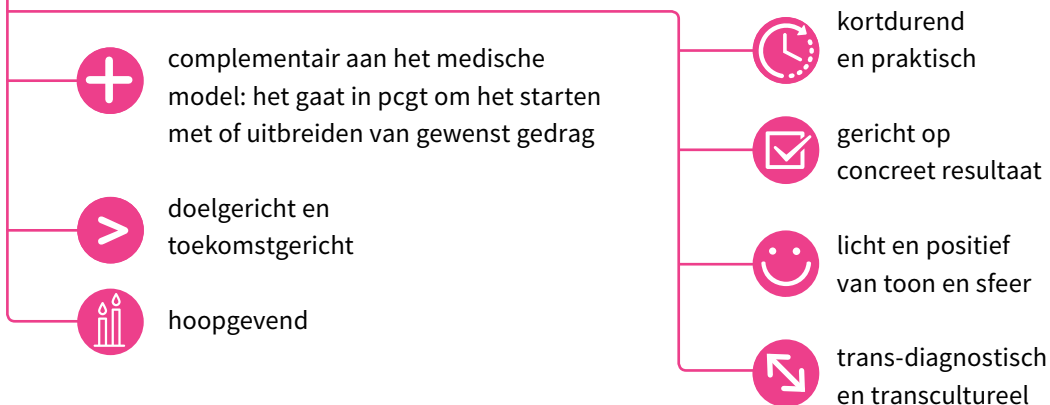 complementair aan het medische
model: het gaat in pcgt om het starten
met of uitbreiden van gewenst gedrag
doelgericht en
toekomstgericht
hoopgevend
kortdurend
en praktisch
gericht op
concreet resultaat
licht en positief
van toon en sfeer
trans-diagnostisch
en transcultureel